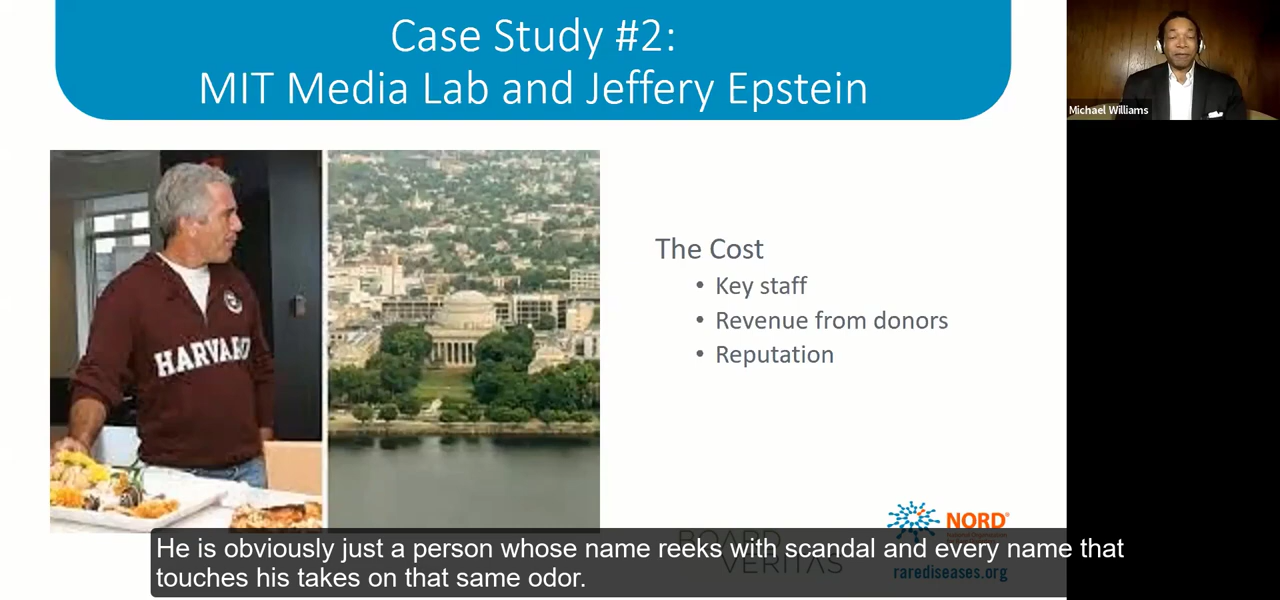 Case Study #2:
MIT Media Lab and Jeffery Epstein
Michael Williams
HARVARD
The Cost
• Key staff
• Revenue from donors
• Reputation
NORD®
BOARD
VERITAS
rarediseases.org
He is obviously just a person whose name reeks with scandal and every name that
touches his takes on that same odor.